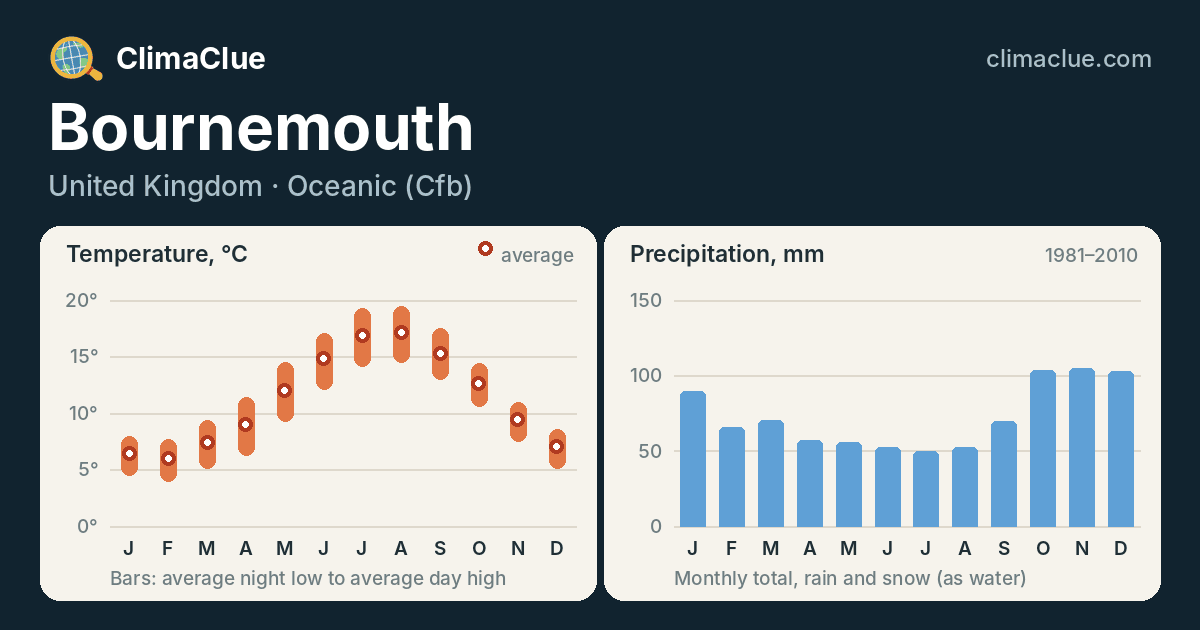 ClimaClue
climaclue.com
Bournemouth
United Kingdom · Oceanic (Cfb)
Temperature, °C
average
20°
15°
10°
5°
0°
J F M A M J J A S O N D
Bars: average night low to average day high
Precipitation, mm
1981–2010
150
100
50
0
J F M A M J J A S O N D
Monthly total, rain and snow (as water)